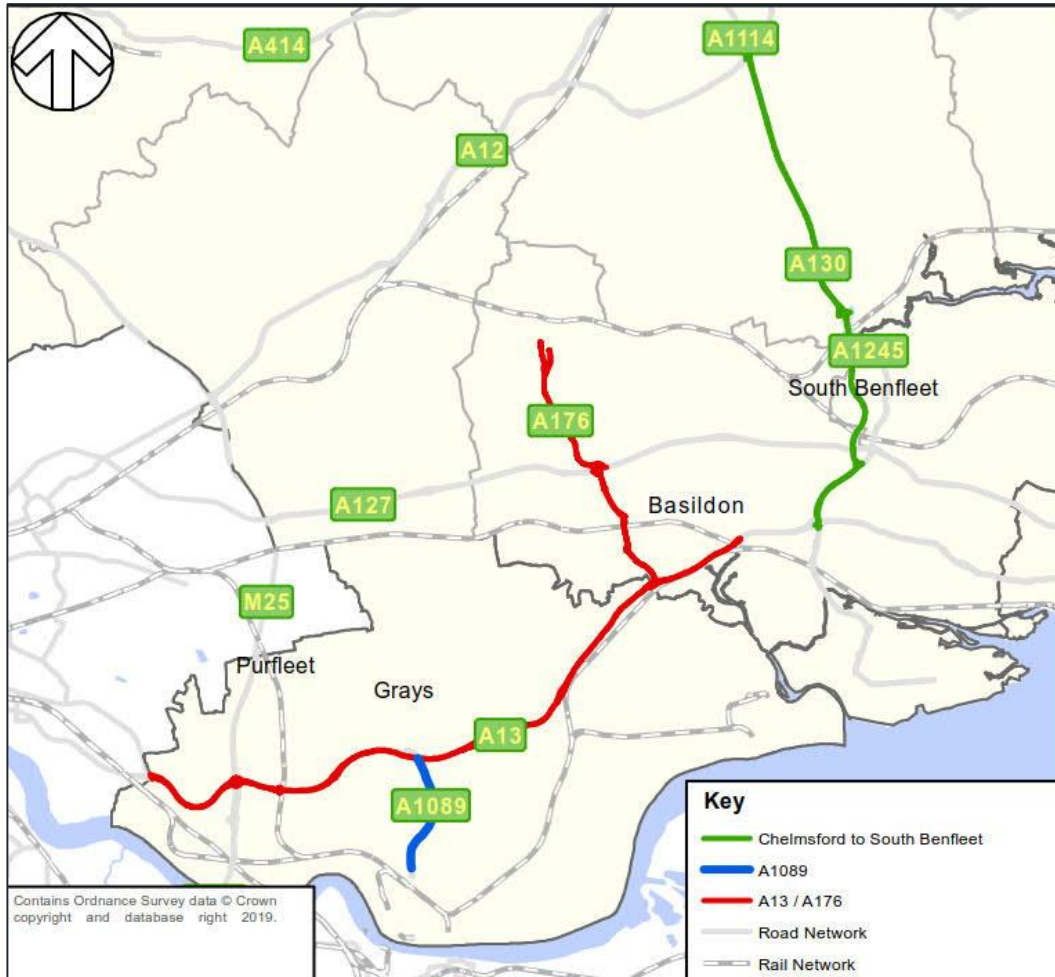 A414
A1114
A12
A130
A1245
South Benfleet
A176
A127
Basildon
M25
Purfleet
Grays
A13
A1089
Key
Chelmsford to South Benfleet
A1089
A13 / A176
Road Network
Rail Network
Contains Ordnance Survey data © Crown
copyright and database right 2019.